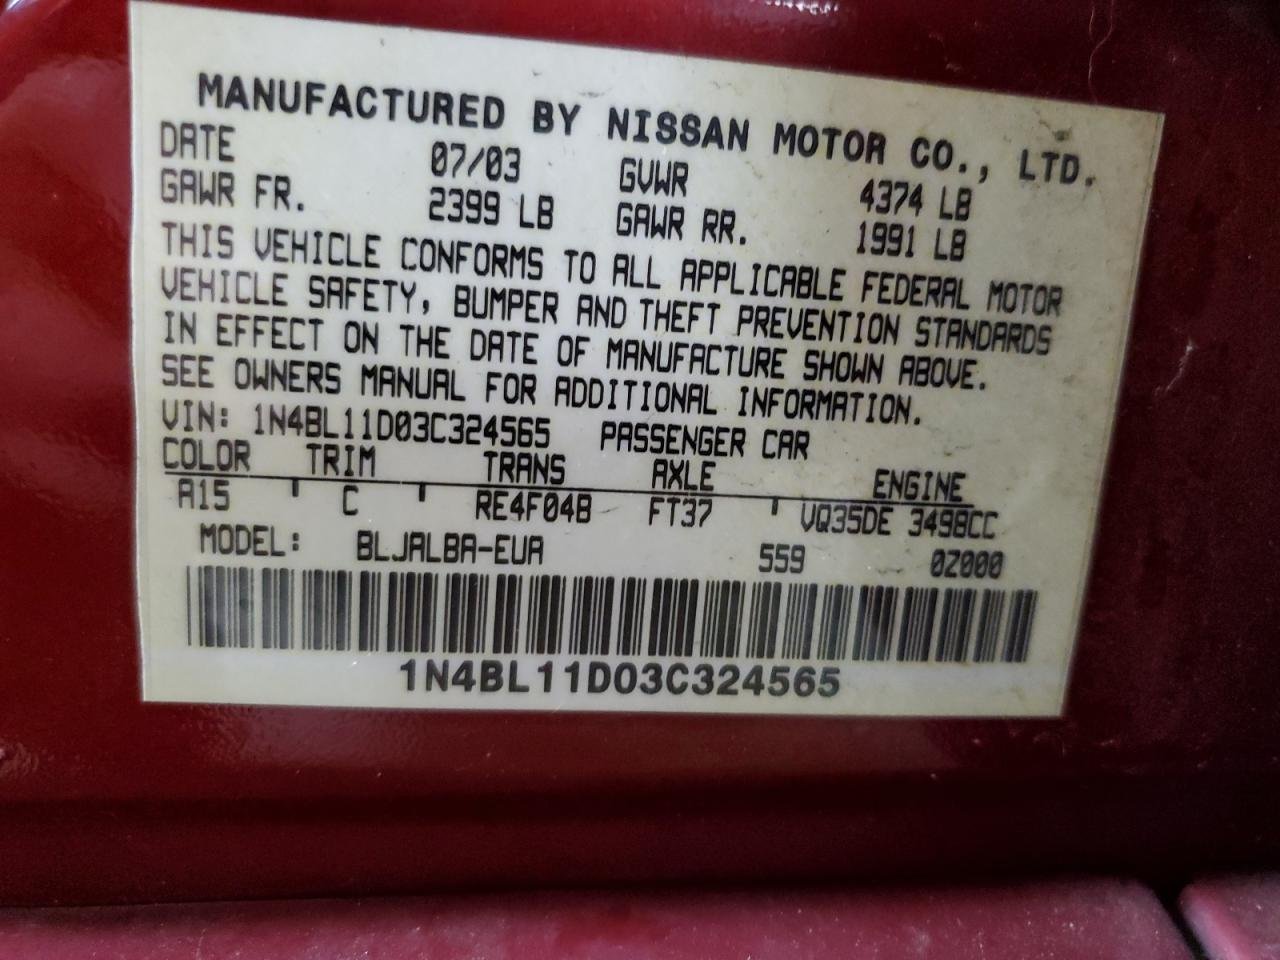 MANUFACTURED BY NISSAN MOTOR CO., LTD.
DATE 07/03 GVWR 4374 LB
GAWR FR. 2399 LB GAWR RR. 1991 LB
THIS VEHICLE CONFORMS TO ALL APPLICABLE FEDERAL MOTOR
VEHICLE SAFETY, BUMPER AND THEFT PREVENTION STANDARDS
IN EFFECT ON THE DATE OF MANUFACTURE SHOWN ABOVE.
SEE OWNERS MANUAL FOR ADDITIONAL INFORMATION.
VIN: 1N4BL11D03C324565 PASSENGER CAR
COLOR TRIM TRANS AXLE ENGINE
A15 C RE4F04B FT37 VQ35DE 3498CC
MODEL: BLJALBA-EUA 559 0Z000
1N4BL11D03C324565